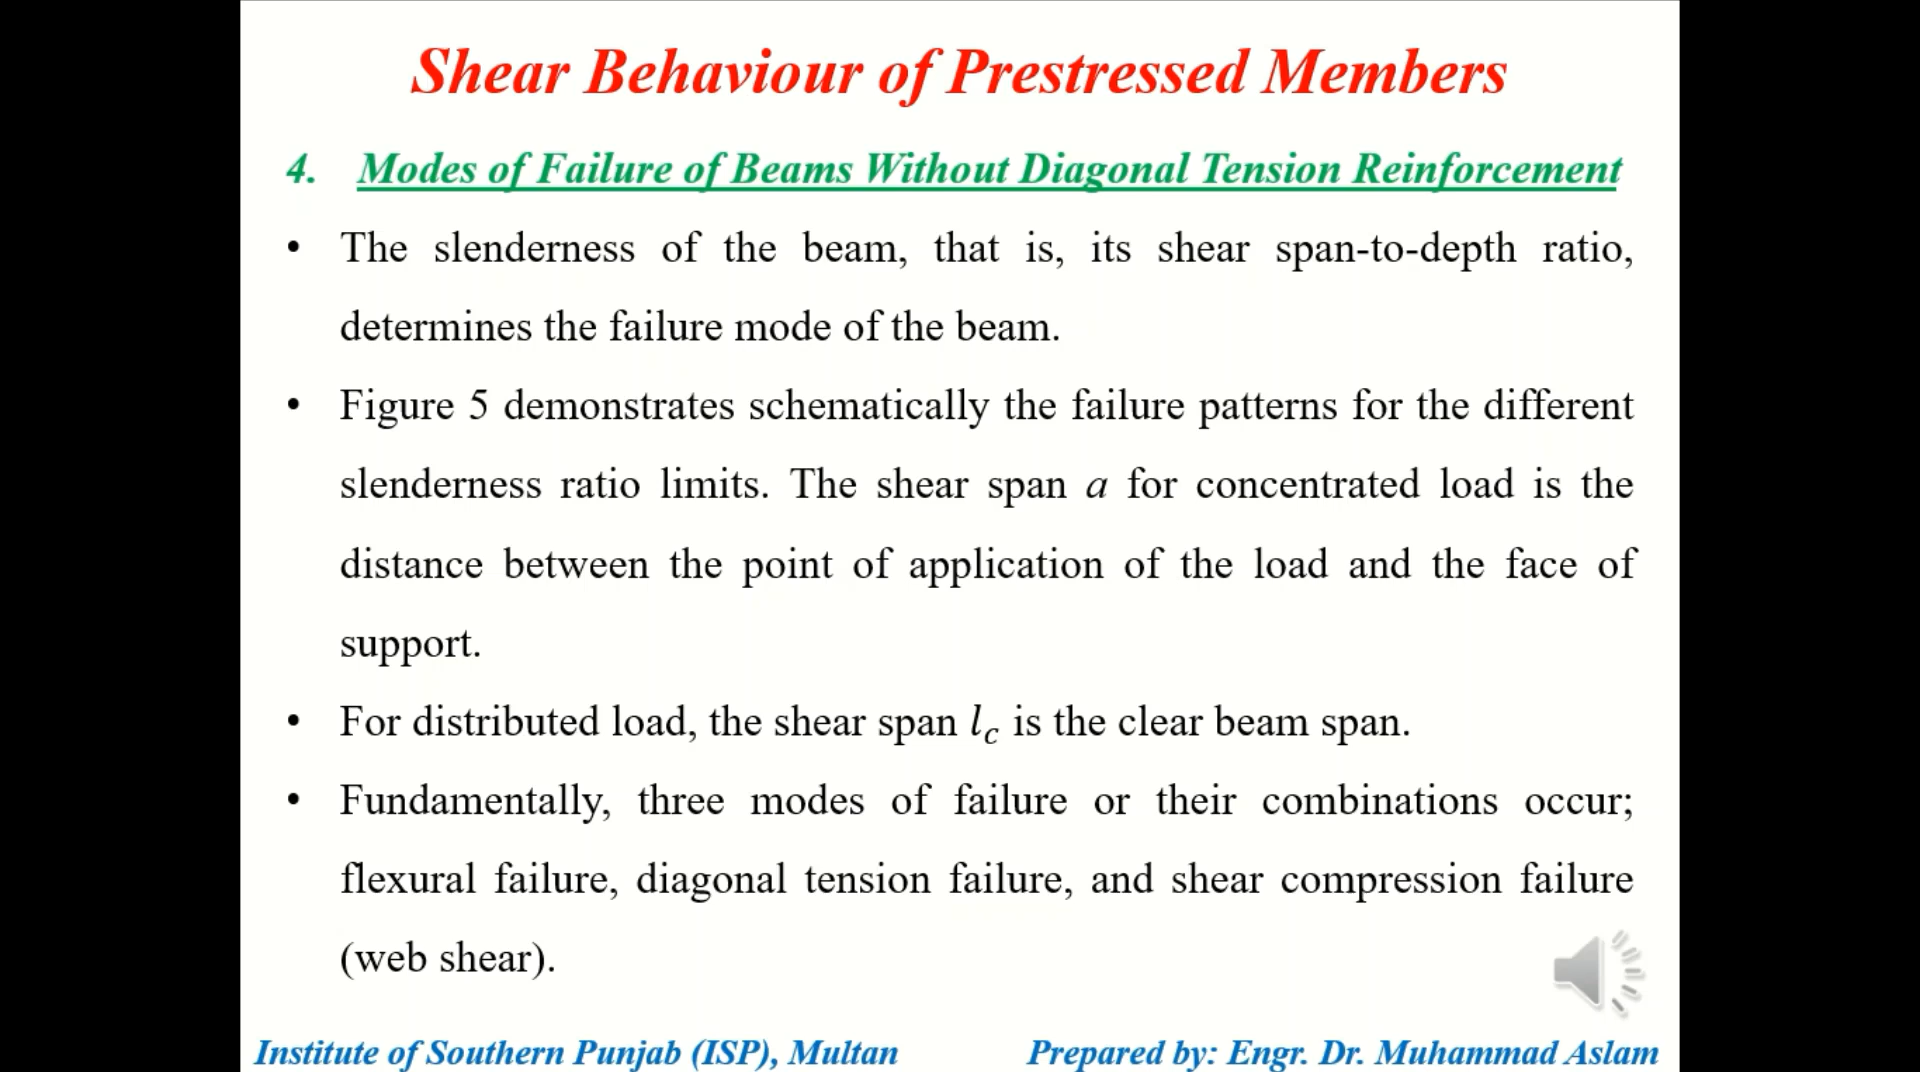 Shear Behaviour of Prestressed Members
4. Modes of Failure of Beams Without Diagonal Tension Reinforcement
• The slenderness of the beam, that is, its shear span-to-depth ratio,
determines the failure mode of the beam.
• Figure 5 demonstrates schematically the failure patterns for the different
slenderness ratio limits. The shear span a for concentrated load is the
distance between the point of application of the load and the face of
support.
• For distributed load, the shear span l_c is the clear beam span.
• Fundamentally, three modes of failure or their combinations occur;
flexural failure, diagonal tension failure, and shear compression failure
(web shear).
Institute of Southern Punjab (ISP), Multan
Prepared by: Engr. Dr. Muhammad Aslam